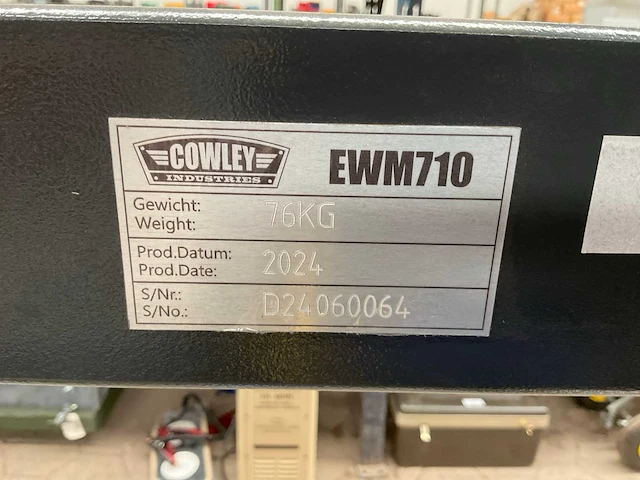 COWLEY
INDUSTRIES
EWM710
Gewicht:
Weight: 76KG
Prod.Datum:
Prod.Date: 2024
S/Nr.:
S/No.: D24060064